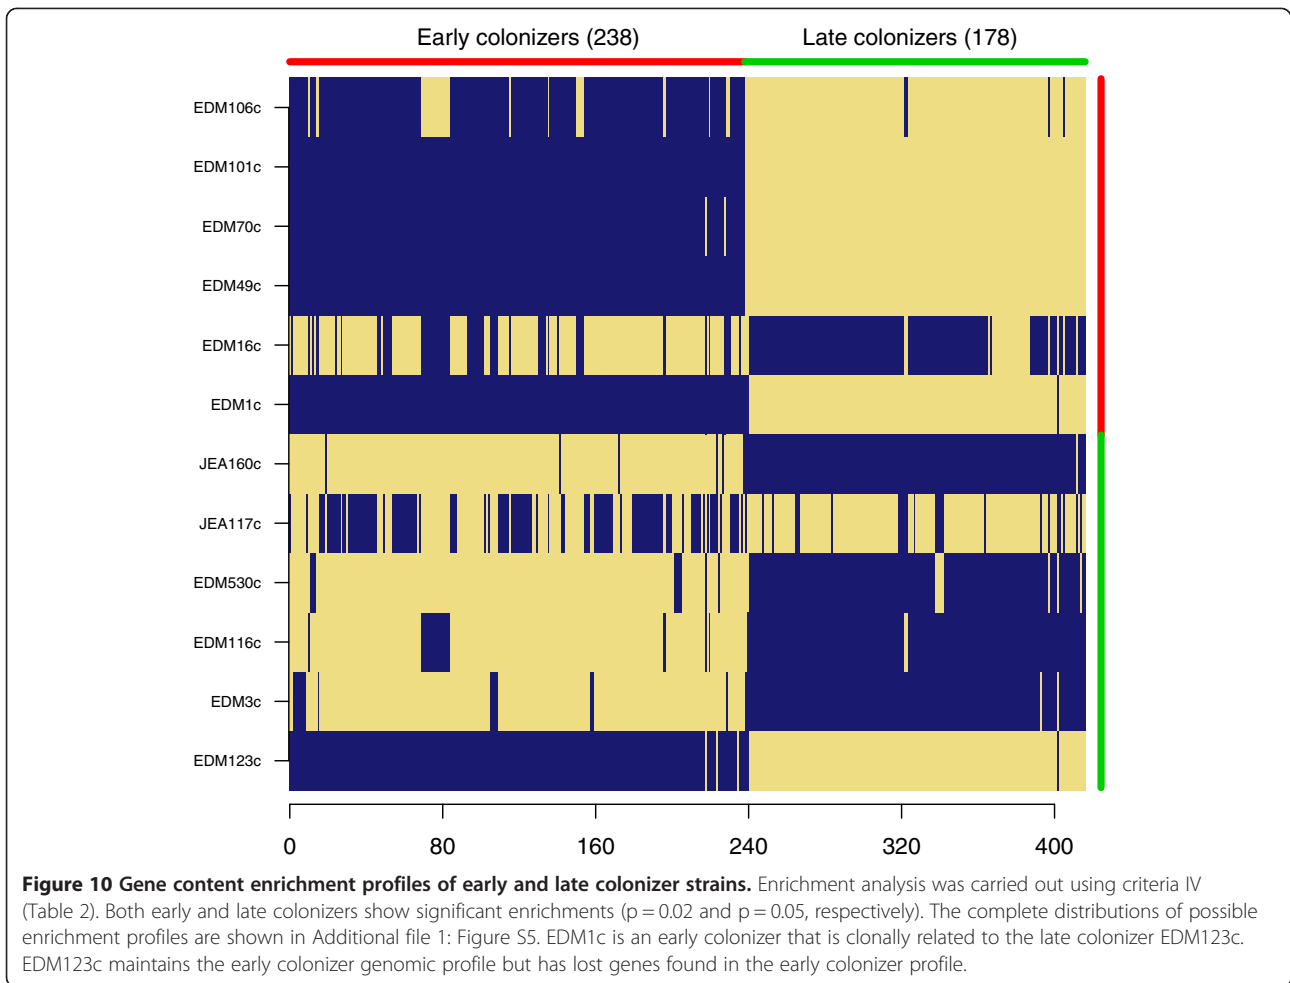 Early colonizers (238)
Late colonizers (178)
EDM106c
EDM101c
EDM70c
EDM49c
EDM16c
EDM1c
JEA160c
JEA117c
EDM530c
EDM116c
EDM3c
EDM123c
0 80 160 240 320 400
Figure 10 Gene content enrichment profiles of early and late colonizer strains. Enrichment analysis was carried out using criteria IV
(Table 2). Both early and late colonizers show significant enrichments (p = 0.02 and p = 0.05, respectively). The complete distributions of possible
enrichment profiles are shown in Additional file 1: Figure S5. EDM1c is an early colonizer that is clonally related to the late colonizer EDM123c.
EDM123c maintains the early colonizer genomic profile but has lost genes found in the early colonizer profile.